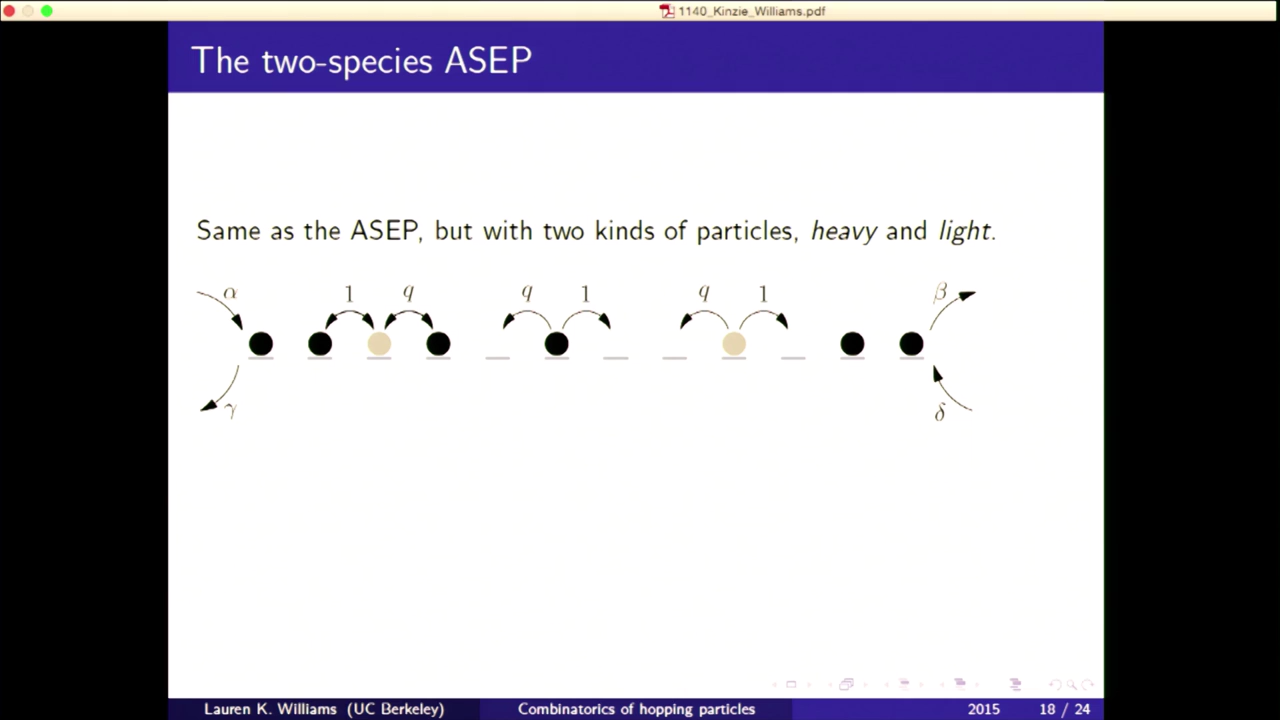 1140_Kinzie_Williams.pdf
The two-species ASEP
Same as the ASEP, but with two kinds of particles, heavy and light.
α 1 q q 1 q 1 β
γ δ
Lauren K. Williams (UC Berkeley) Combinatorics of hopping particles 2015 18 / 24